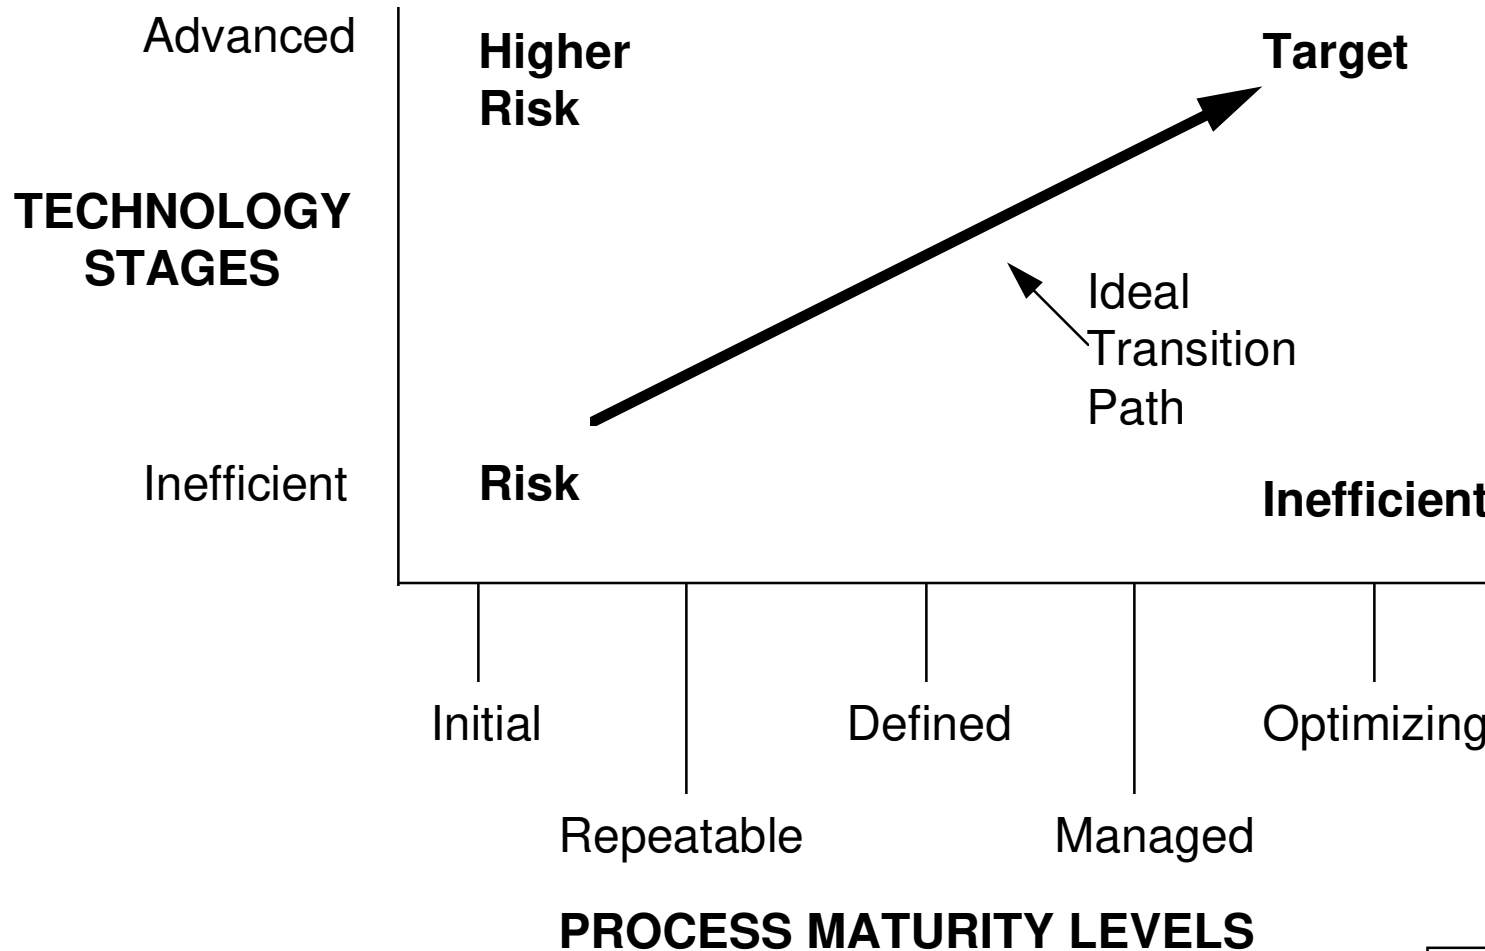 Advanced
Higher
Risk
Target
TECHNOLOGY
STAGES
Ideal
Transition
Path
Inefficient
Risk
Inefficient
Initial
Defined
Optimizing
Repeatable
Managed
PROCESS MATURITY LEVELS